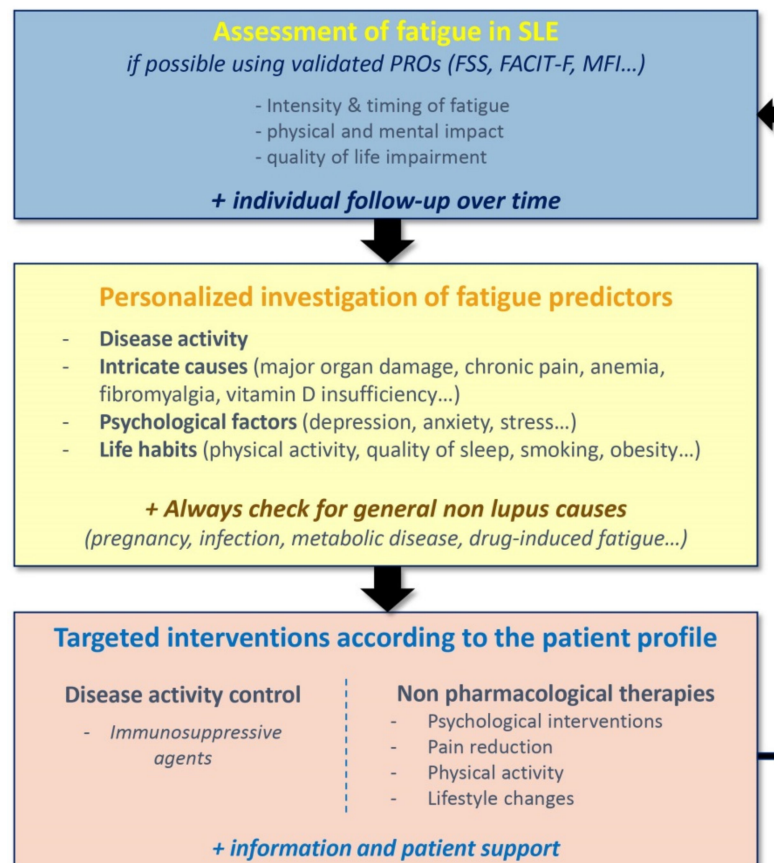 Assessment of fatigue in SLE
if possible using validated PROs (FSS, FACIT-F, MFI…)
- Intensity & timing of fatigue
- physical and mental impact
- quality of life impairment
+ individual follow-up over time
Personalized investigation of fatigue predictors
- Disease activity
- Intricate causes (major organ damage, chronic pain, anemia,
fibromyalgia, vitamin D insufficiency…)
- Psychological factors (depression, anxiety, stress…)
- Life habits (physical activity, quality of sleep, smoking, obesity…)
+ Always check for general non lupus causes
(pregnancy, infection, metabolic disease, drug-induced fatigue…)
Targeted interventions according to the patient profile
Disease activity control
- Immunosuppressive
agents
Non pharmacological therapies
- Psychological interventions
- Pain reduction
- Physical activity
- Lifestyle changes
+ information and patient support